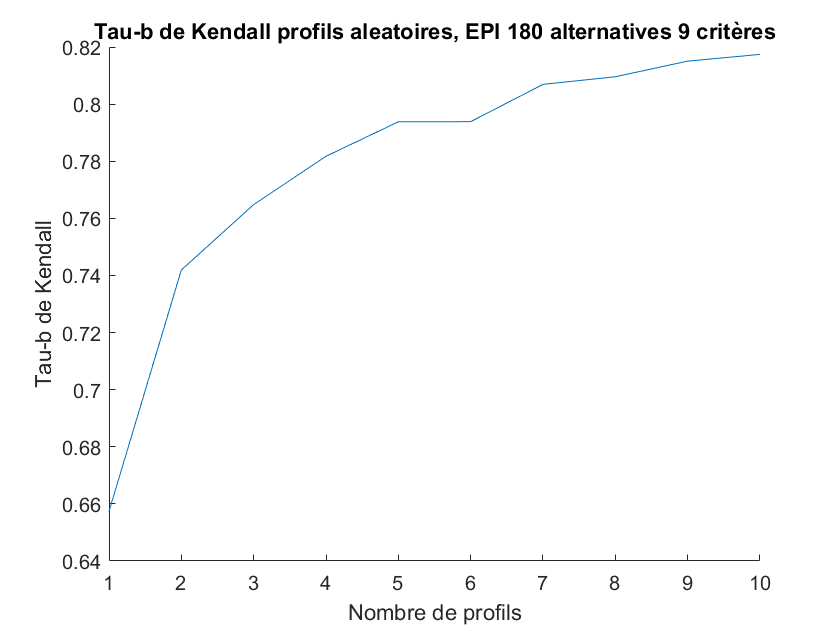 Tau-b de Kendall profils aleatoires, EPI 180 alternatives 9 critères
0.82
0.8
0.78
0.76
0.74
0.72
0.7
0.68
0.66
0.64
Tau-b de Kendall
1 2 3 4 5 6 7 8 9 10
Nombre de profils